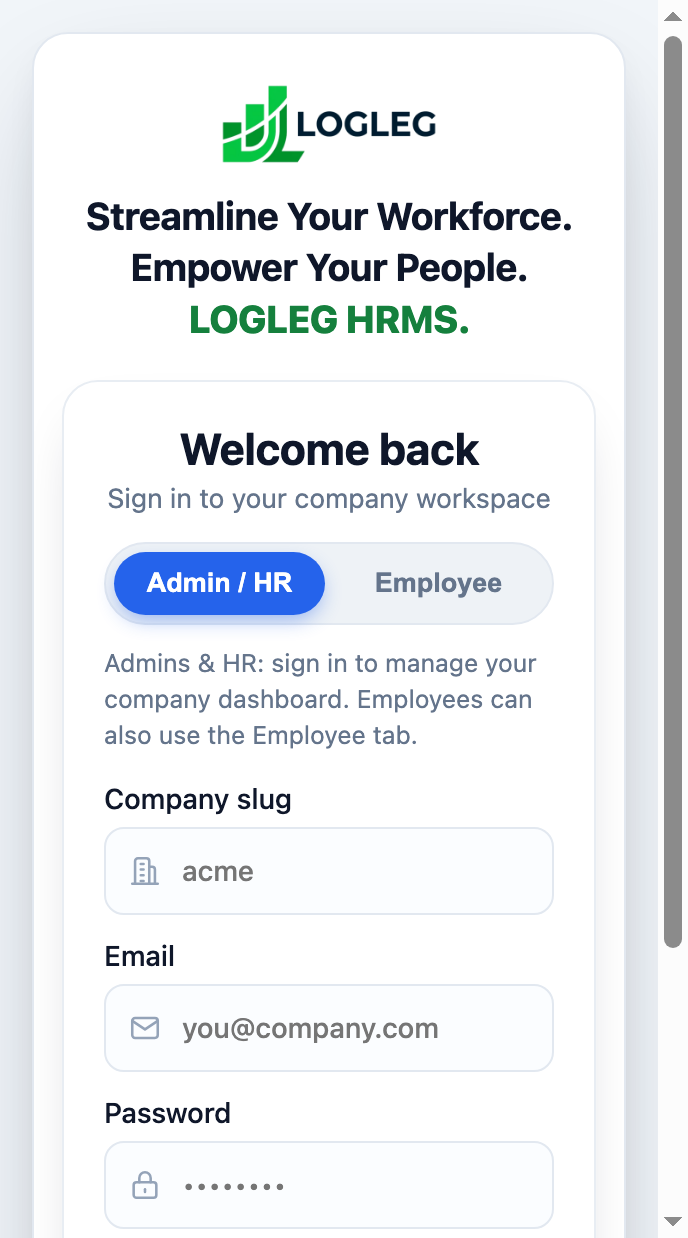 LOGLEG
Streamline Your Workforce.
Empower Your People.
LOGLEG HRMS.
Welcome back
Sign in to your company workspace
Admin / HR
Employee
Admins & HR: sign in to manage your
company dashboard. Employees can
also use the Employee tab.
Company slug
acme
Email
you@company.com
Password
••••••••